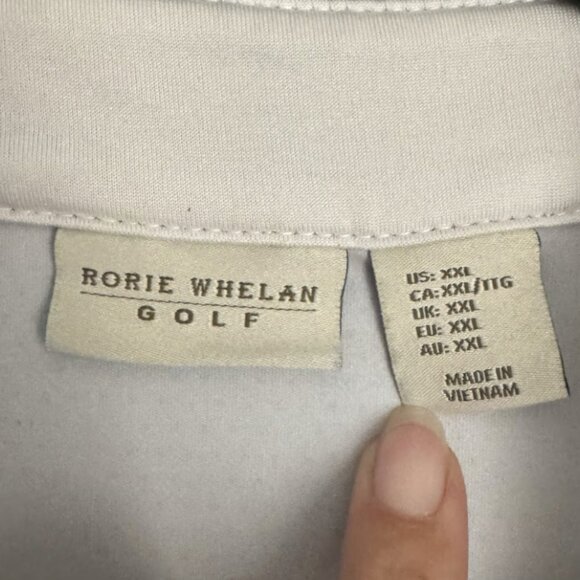 RORIE WHELAN
GOLF
US: XXL
CA: XXL/TTG
UK: XXL
EU: XXL
AU: XXL
MADE IN
VIETNAM